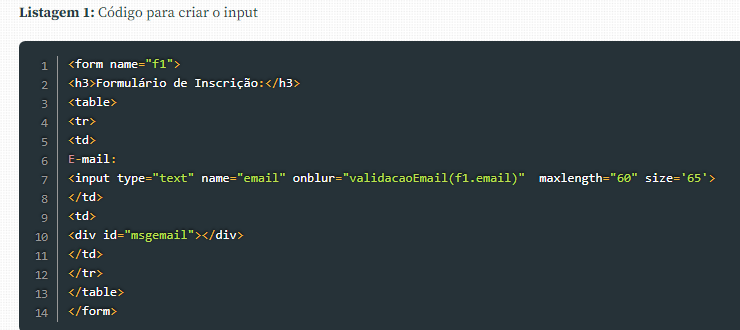 Listagem 1: Código para criar o input
1 <form name="f1">
2 <h3>Formulário de Inscrição:</h3>
3 <table>
4 <tr>
5 <td>
6 E-mail:
7 <input type="text" name="email" onblur="validacaoEmail(f1.email)"  maxlength="60" size='65'>
8 </td>
9 <td>
10 <div id="msgemail"></div>
11 </td>
12 </tr>
13 </table>
14 </form>